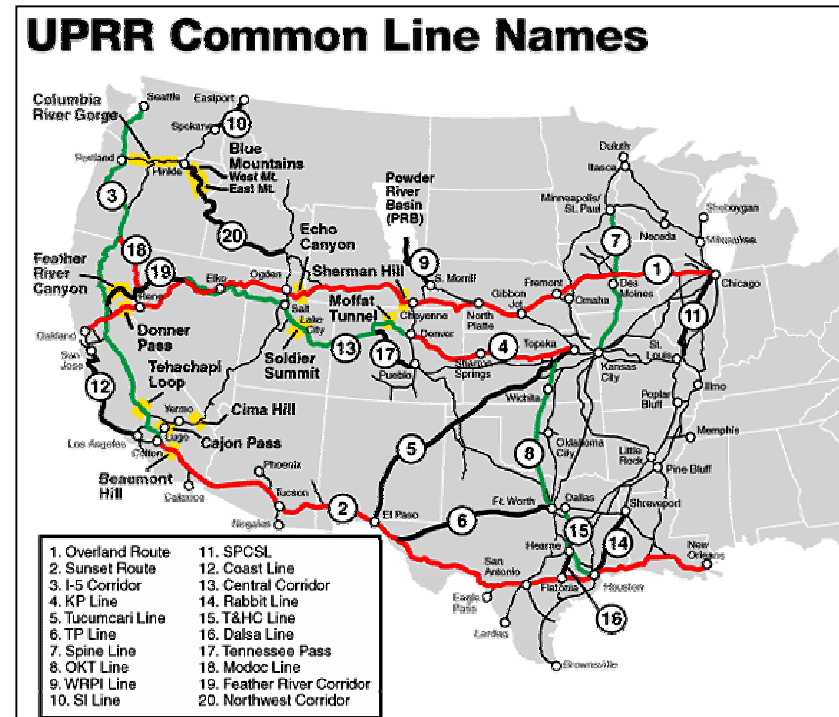 UPRR Common Line Names
Columbia
River Gorge
Seattle
Eastport
Spokane
10
Portland
Hinkle
Blue
Mountains
West Mt.
East Mt.
3
20
Powder
River
Basin
(PRB)
Duluth
Itasca
Minneapolis/
St. Paul
Sheboygan
Neceda
Milwaukee
7
18
Feather
River
Canyon
19
Elko
Ogden
Echo
Canyon
Sherman Hill
9
S. Morrill
Gibbon
Jct
Fremont
1
Chicago
Reno
Salt
Lake
City
Moffat
Tunnel
Cheyenne
North
Platte
Omaha
Des
Moines
11
Oakland
San
Jose
Donner
Pass
Soldier
Summit
13
17
Denver
Pueblo
4
Sharon
Springs
Topeka
Kansas
City
St.
Louis
12
Tehachapi
Loop
Yermo
Cima Hill
Wichita
Poplar
Bluff
Illmo
Los Angeles
Colton
Cajon Pass
5
8
Oklahoma
City
Little
Rock
Memphis
Pine Bluff
Beaumont
Hill
Calexico
Phoenix
Tucson
Nogales
2
El Paso
6
Ft. Worth
Dallas
Shreveport
15
14
Hearne
San
Antonio
Eagle
Pass
Flatonia
Houston
New
Orleans
16
Laredo
Brownsville
1. Overland Route
2. Sunset Route
3. I-5 Corridor
4. KP Line
5. Tucumcari Line
6. TP Line
7. Spine Line
8. OKT Line
9. WRPI Line
10. SI Line
11. SPCSL
12. Coast Line
13. Central Corridor
14. Rabbit Line
15. T&HC Line
16. Dalsa Line
17. Tennessee Pass
18. Modoc Line
19. Feather River Corridor
20. Northwest Corridor